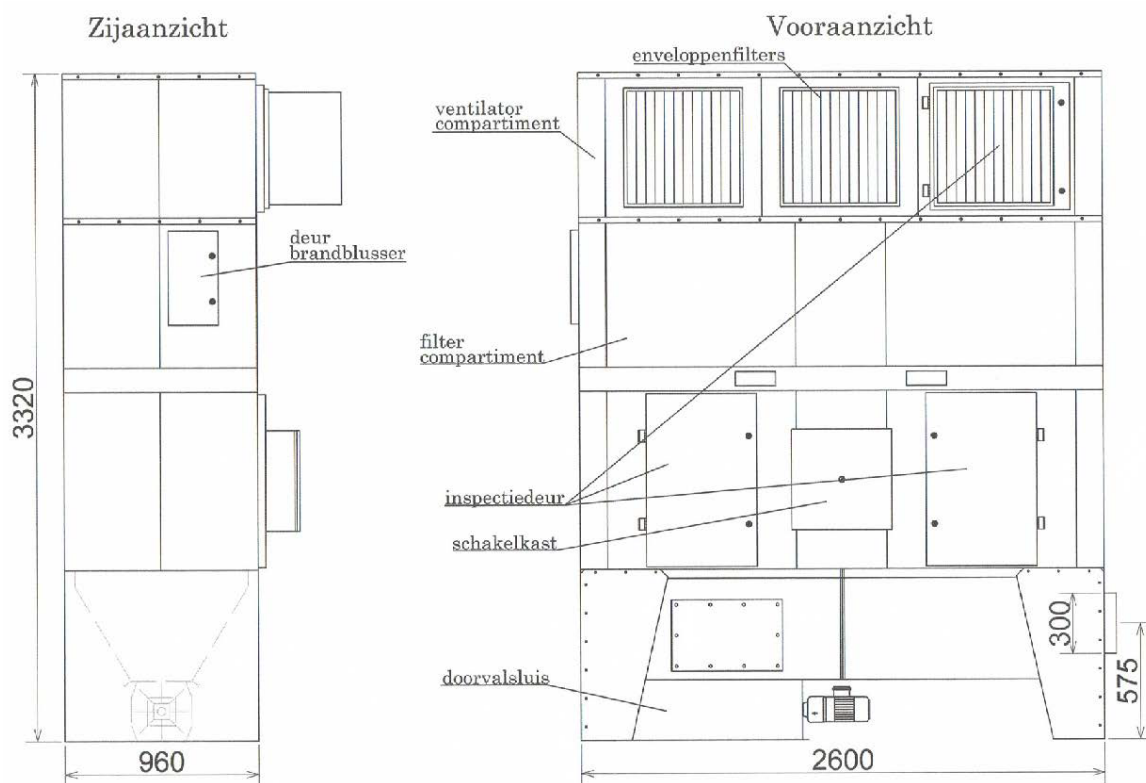 Zijaanzicht
Vooraanzicht
enveloppenfilters
ventilator
compartiment
deur
brandblusser
filter
compartiment
3320
inspectiedeur
schakelkast
300
575
doorvalsluis
960
2600